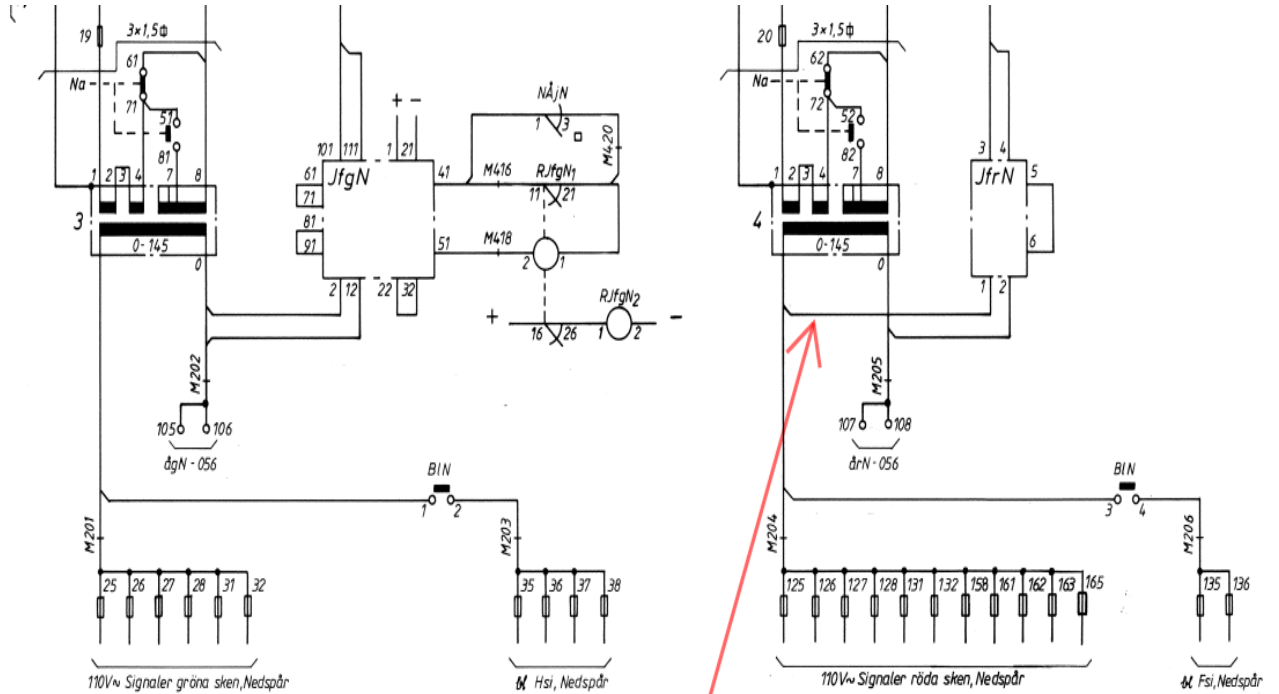 19
3×1,5
61
Na
71
51
81
1 2 3 4 7 8
3
0-145
0
101 111
1 21
+ -
JfgN
61
71
81
91
41
51
2 12
22 32
M416
M418
NÅjN
1 3
M420
RJfgN1
11 21
2 1
RJfgN2
+ 16 26 1 2 -
M202
105 106
ågN - 056
BlN
1 2
M201
M203
25 26 27 28 31 32
35 36 37 38
110V~ Signaler gröna sken, Nedspår
bl Hsi, Nedspår
20
3×1,5
62
Na
72
52
82
1 2 3 4 7 8
4
0-145
0
3 4
JfrN
5
6
1 2
M205
107 108
årN - 056
BlN
3 4
M204
M206
125 126 127 128 131 132 158 161 162 163 165
135 136
110V~ Signaler röda sken, Nedspår
bl Fsi, Nedspår